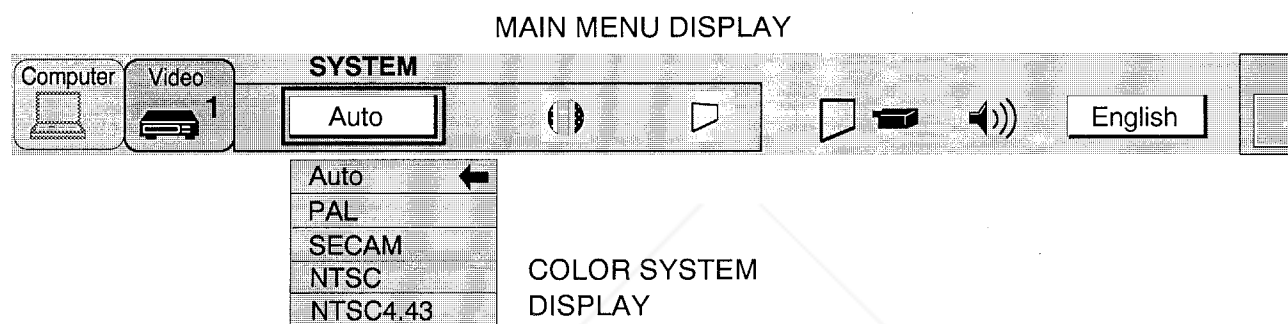 MAIN MENU DISPLAY
Computer Video SYSTEM
1 Auto English
Auto
PAL
SECAM
NTSC
NTSC4.43
COLOR SYSTEM
DISPLAY